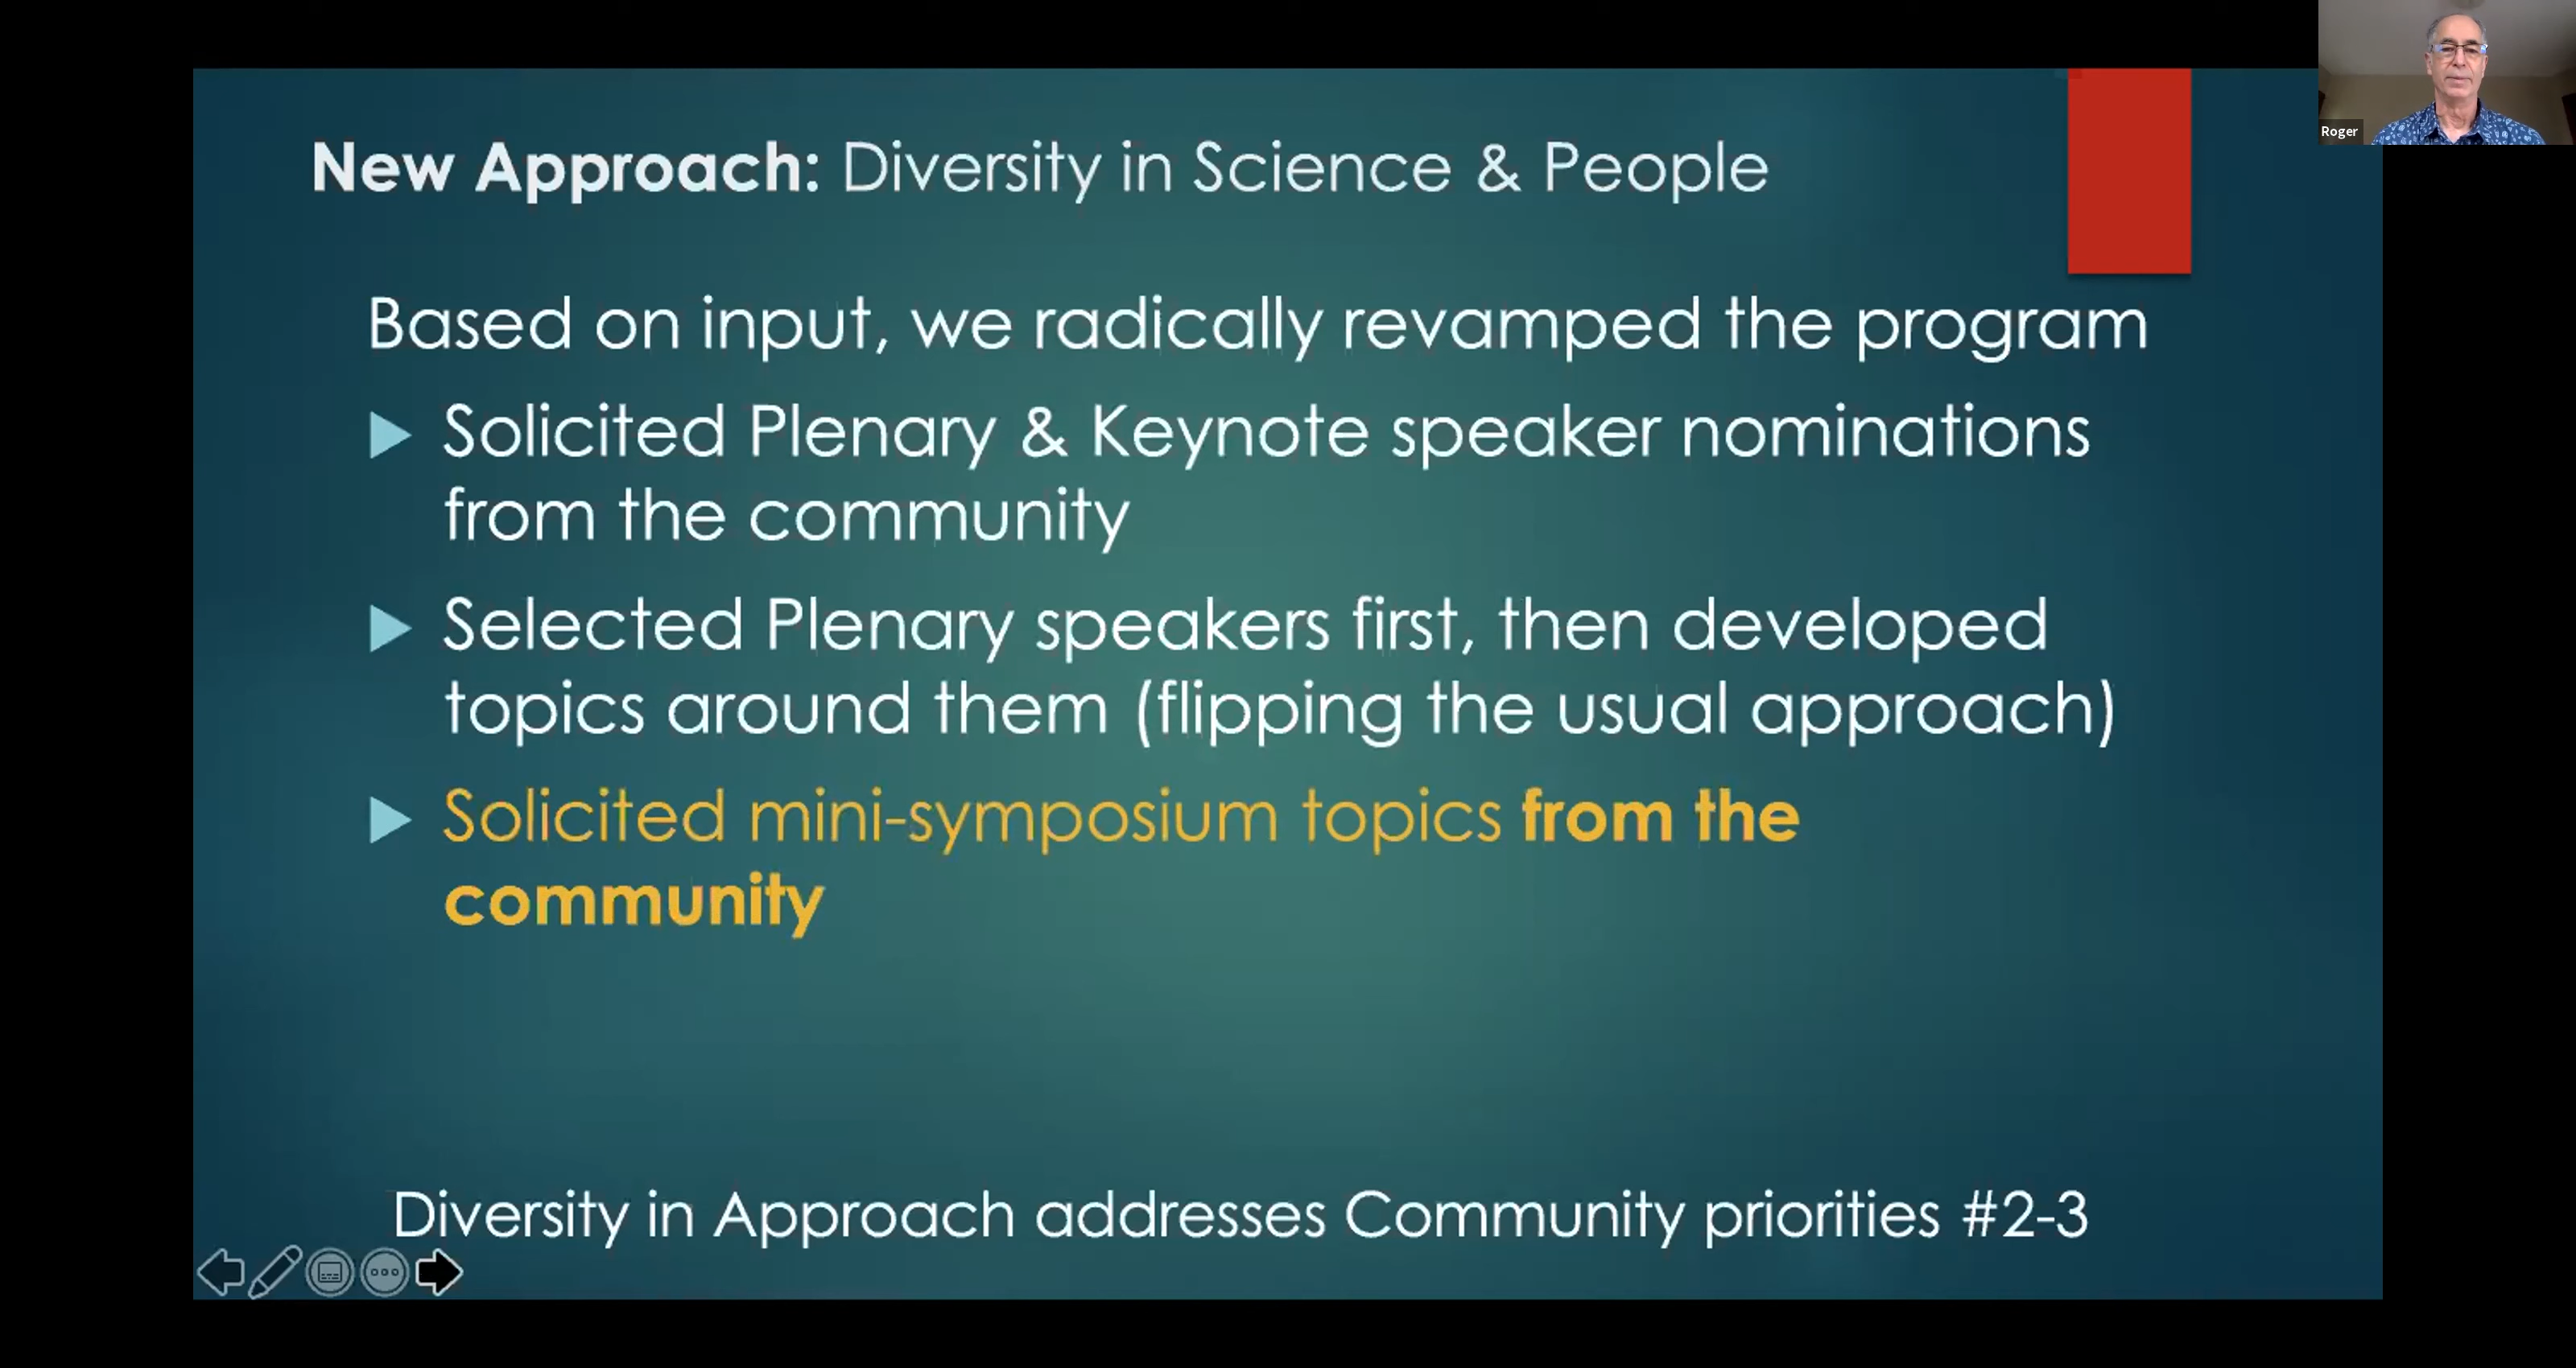 Roger
New Approach: Diversity in Science & People
Based on input, we radically revamped the program
Solicited Plenary & Keynote speaker nominations
from the community
Selected Plenary speakers first, then developed
topics around them (flipping the usual approach)
Solicited mini-symposium topics from the
community
Diversity in Approach addresses Community priorities #2-3